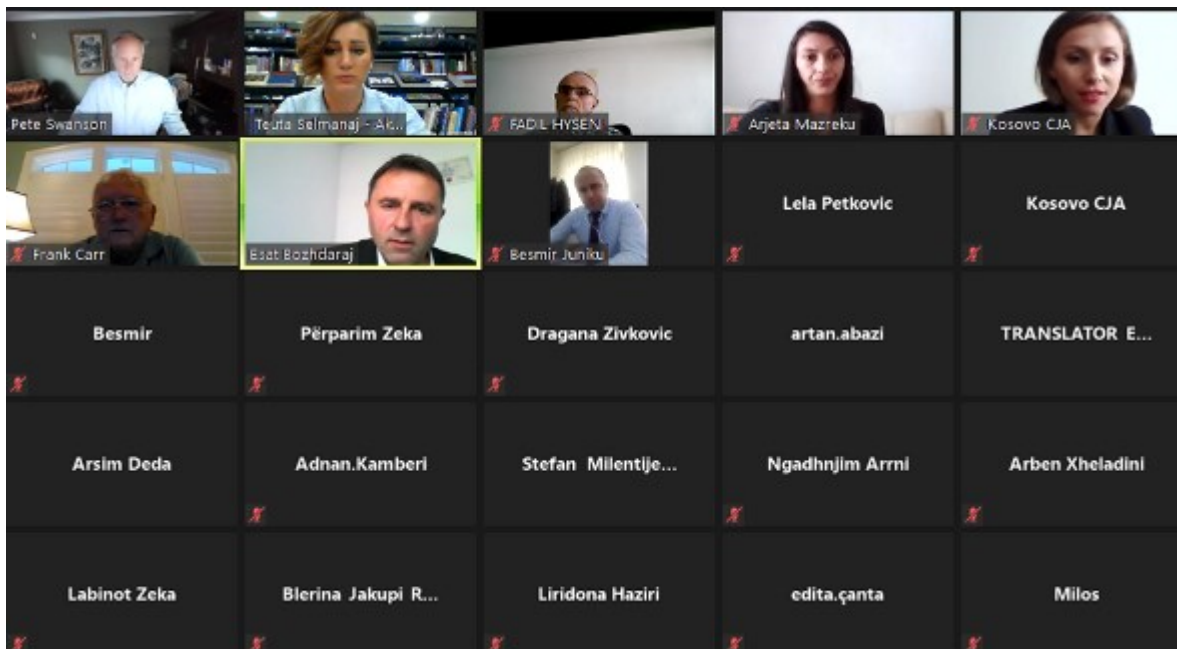 Pete Swanson
Teuta Selmanaj - Ak...
FADIL HYSENI
Arjeta Mazreku
Kosovo CJA
Frank Carr
Esat Bozhdaraj
Besmir Juniku
Lela Petkovic
Kosovo CJA
Besmir
Përparim Zeka
Dragana Zivkovic
artan.abazi
TRANSLATOR E...
Arsim Deda
Adnan.Kamberi
Stefan Milentije...
Ngadhnjim Arrni
Arben Xheladini
Labinot Zeka
Blerina Jakupi R...
Liridona Haziri
edita.çanta
Milos